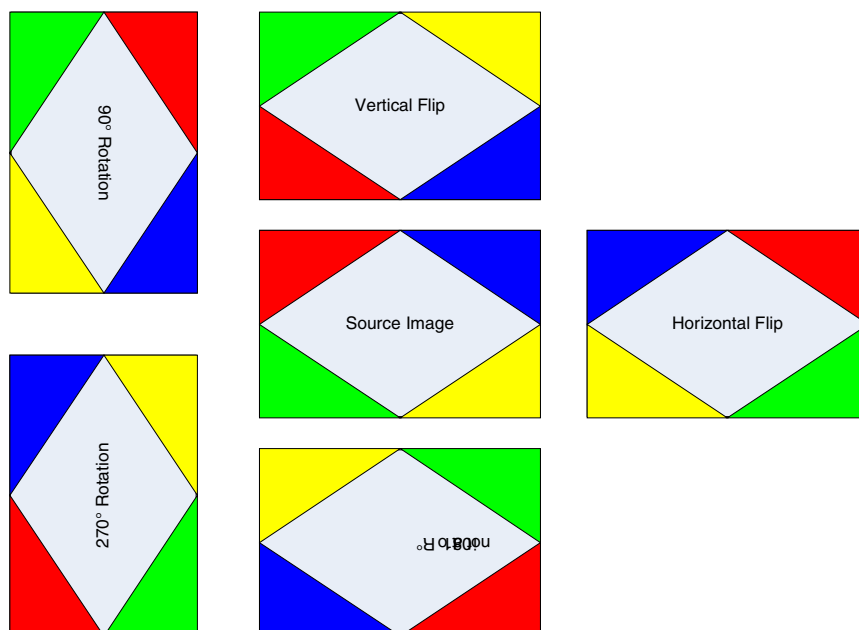 90° Rotation
Vertical Flip
Source Image
Horizontal Flip
270° Rotation